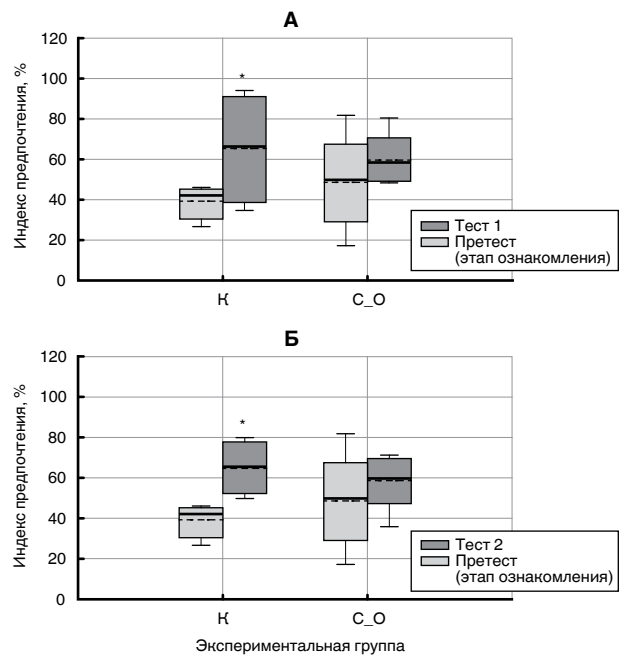 А
Индекс предпочтения, %
120
100
80
60
40
20
0
*
К
С_О
Тест 1
Претест
(этап ознакомления)
Б
Индекс предпочтения, %
120
100
80
60
40
20
0
*
К
С_О
Тест 2
Претест
(этап ознакомления)
Экспериментальная группа